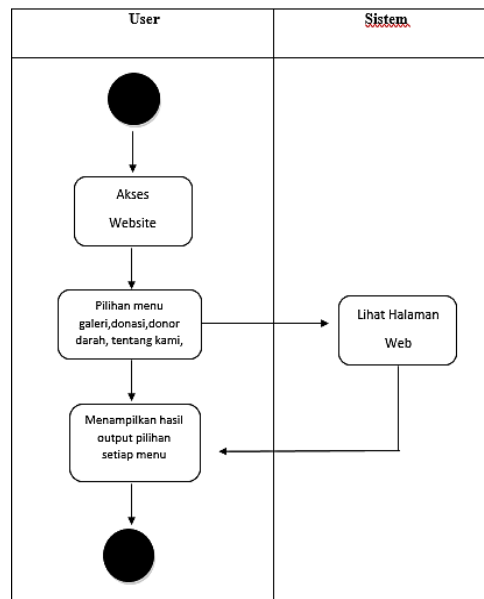 User
Sistem
Akses
Website
Pilihan menu
galeri,donasi,donor
darah, tentang kami,
Lihat Halaman
Web
Menampilkan hasil
output pilihan
setiap menu